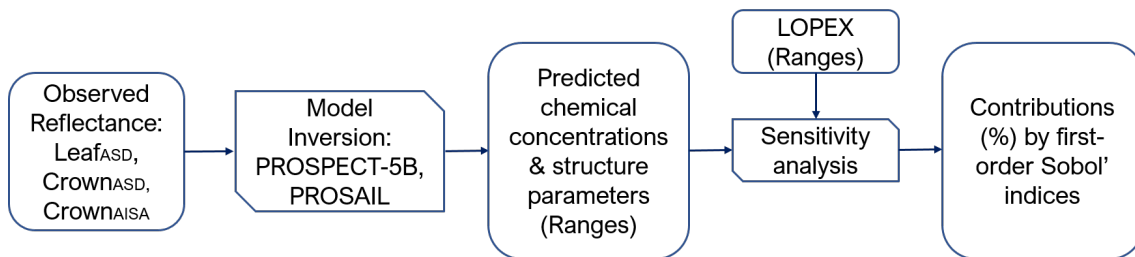 Observed
Reflectance:
LeafASD,
CrownASD,
CrownAISA
Model
Inversion:
PROSPECT-5B,
PROSAIL
Predicted
chemical
concentrations
& structure
parameters
(Ranges)
LOPEX
(Ranges)
Sensitivity
analysis
Contributions
(%) by first-
order Sobol’
indices